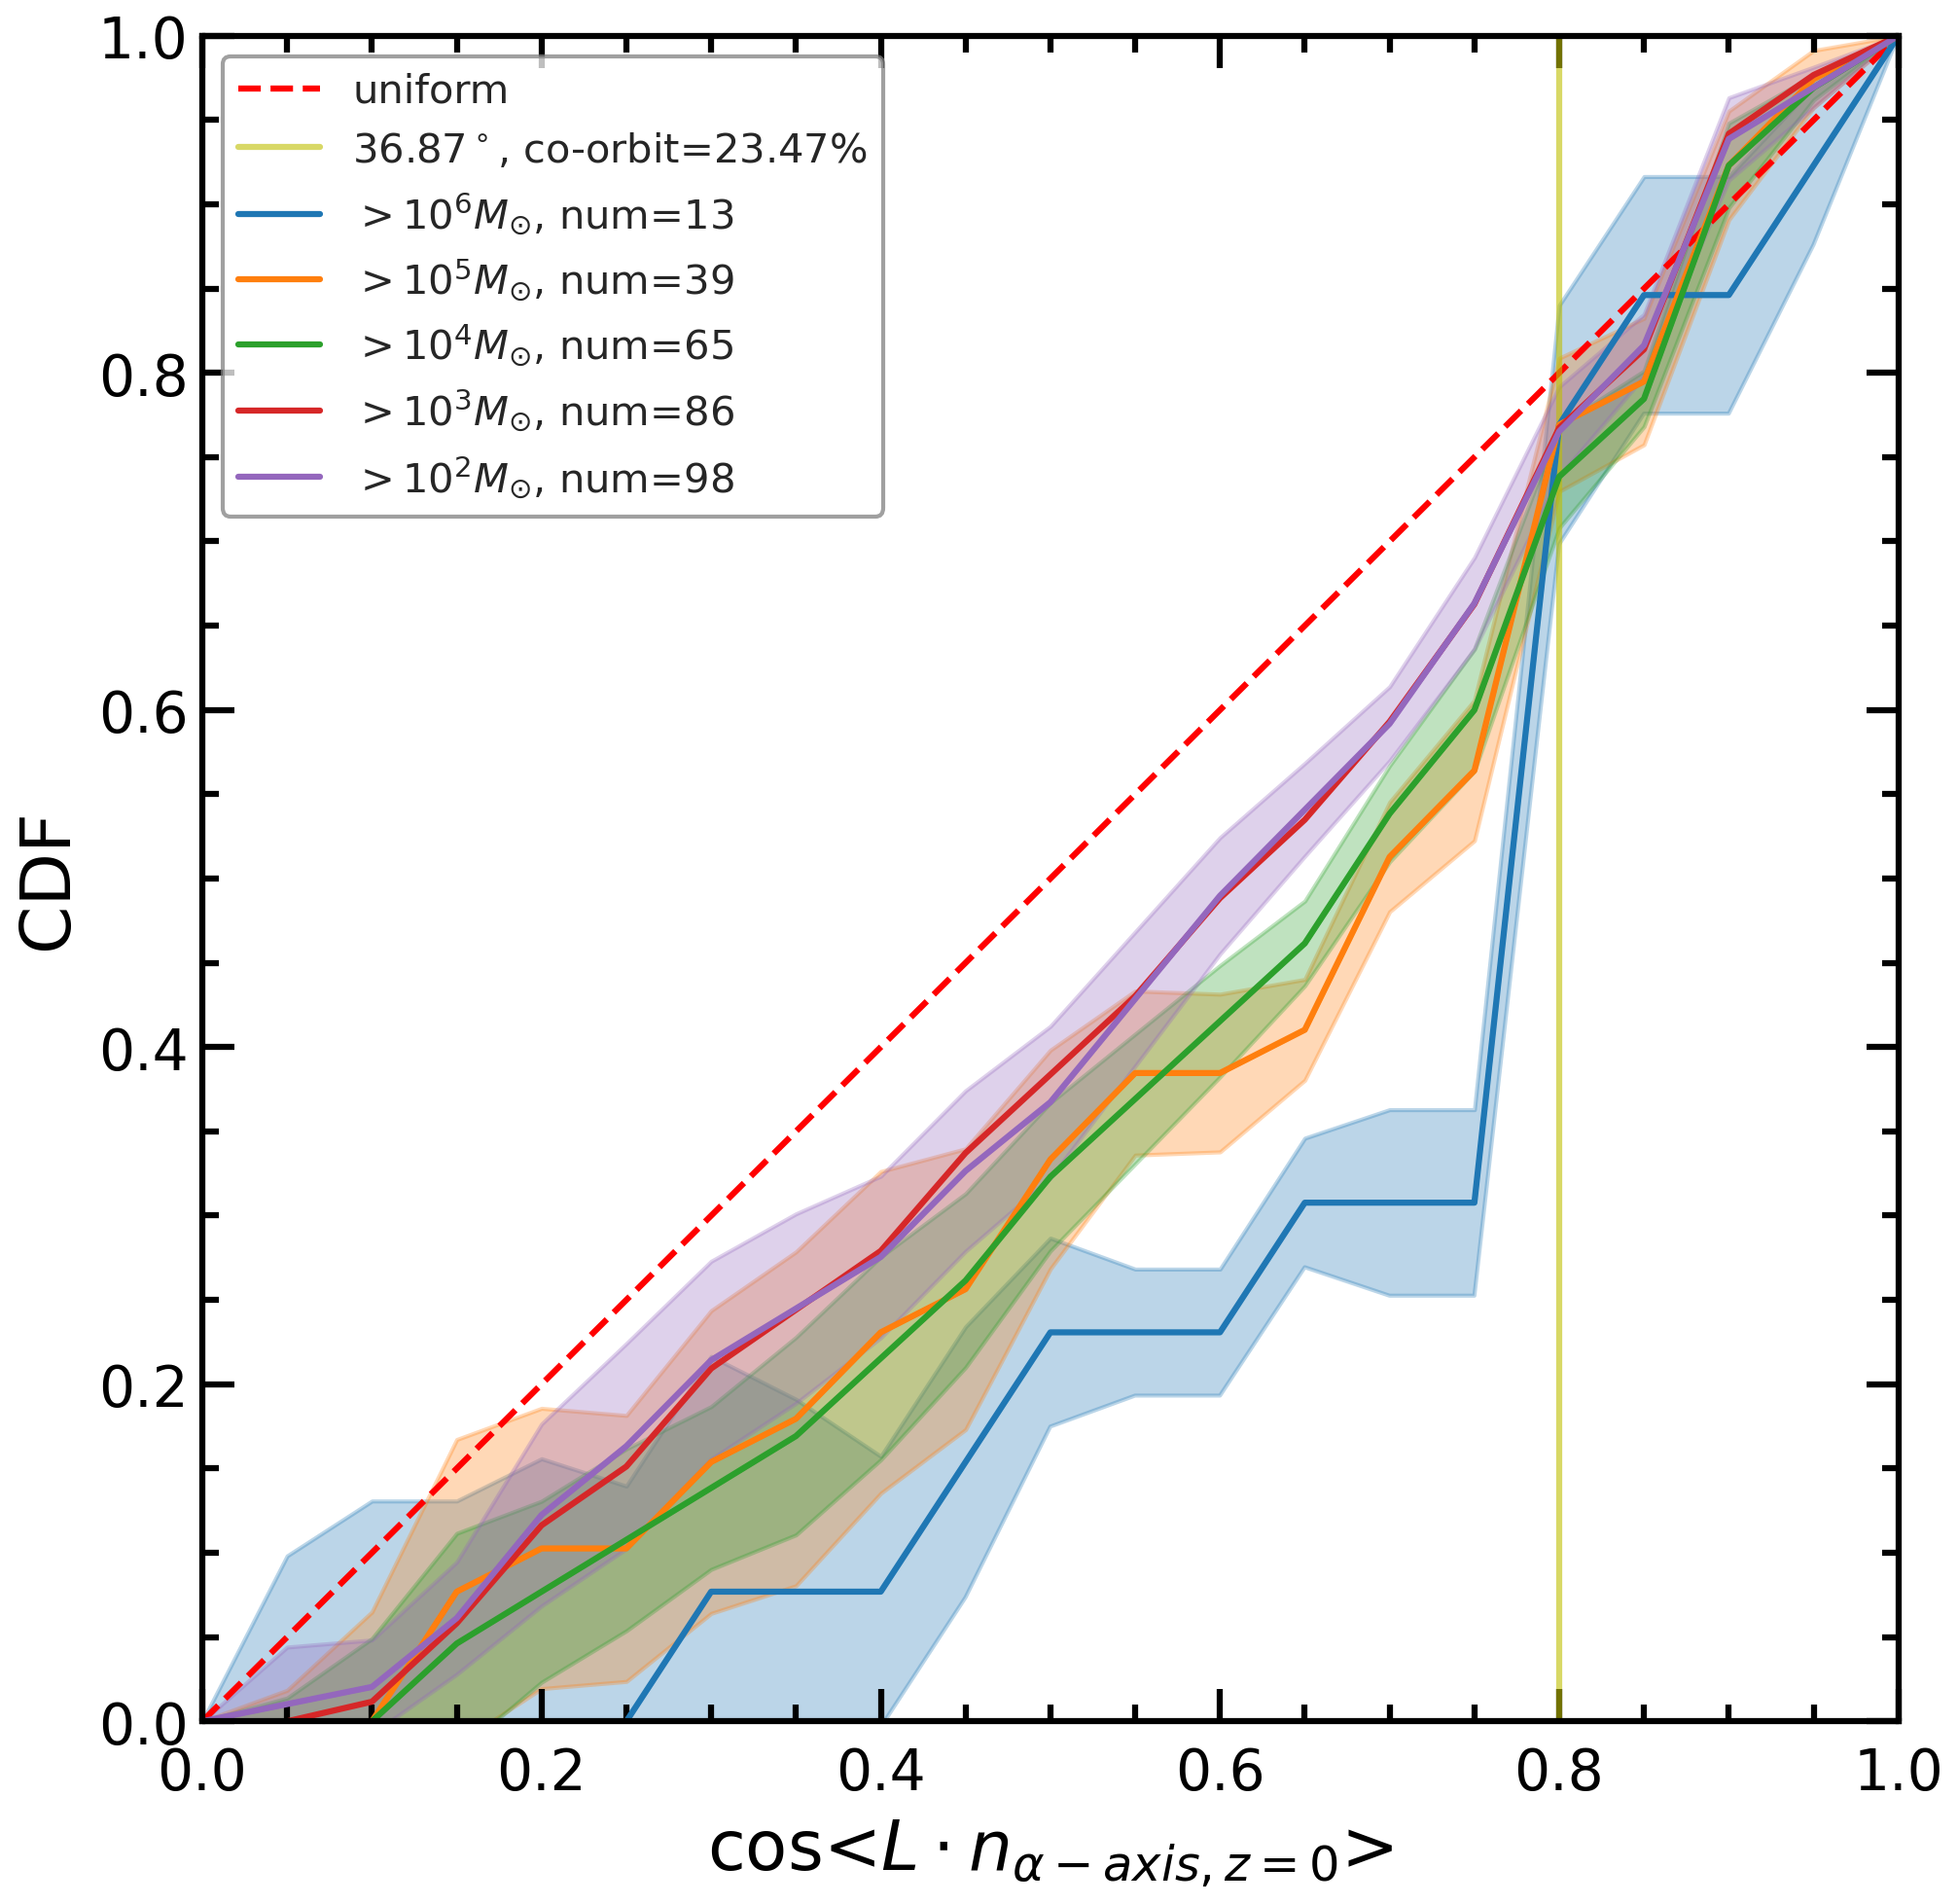 1.0
0.8
0.6
0.4
0.2
0.0
CDF
uniform
36.87°, co-orbit=23.47%
> 10⁶M☉, num=13
> 10⁵M☉, num=39
> 10⁴M☉, num=65
> 10³M☉, num=86
> 10²M☉, num=98
0.0 0.2 0.4 0.6 0.8 1.0
cos<L · n_{α−axis, z=0}>